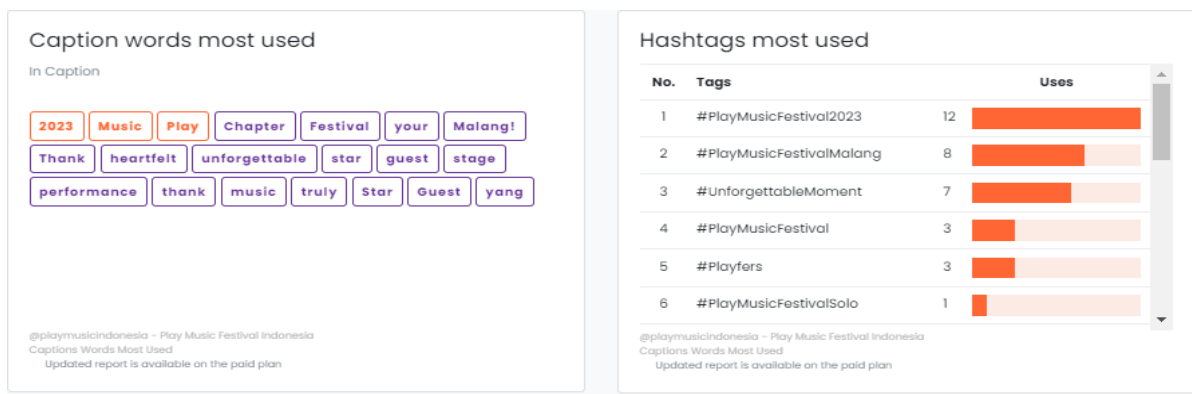 Caption words most used
In Caption
2023 Music Play Chapter Festival your Malang!
Thank heartfelt unforgettable star guest stage
performance thank music truly Star Guest yang
@playmusicindonesia - Play Music Festival Indonesia
Captions Words Most Used
Updated report is available on the paid plan
Hashtags most used
No. Tags Uses
1 #PlayMusicFestival2023 12
2 #PlayMusicFestivalMalang 8
3 #UnforgettableMoment 7
4 #PlayMusicFestival 3
5 #Playfers 3
6 #PlayMusicFestivalSolo 1
@playmusicindonesia - Play Music Festival Indonesia
Captions Words Most Used
Updated report is available on the paid plan